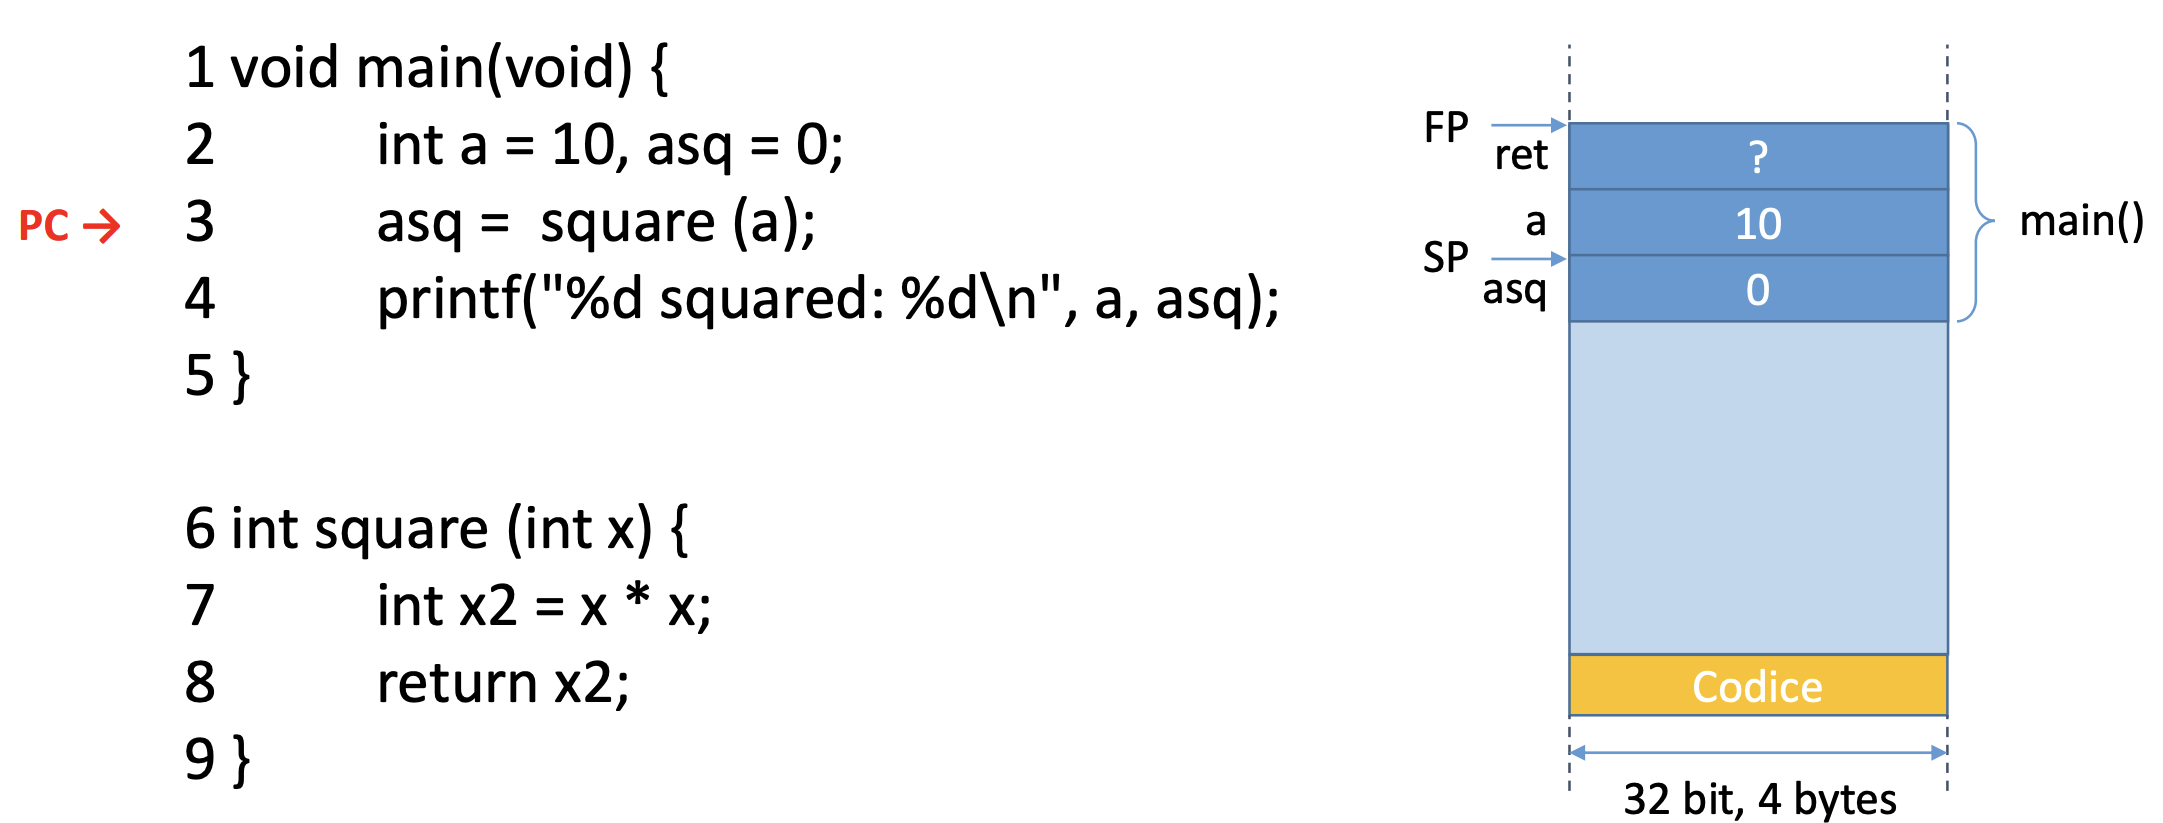 1 void main(void) {
2 int a = 10, asq = 0;
PC → 3 asq = square (a);
4 printf("%d squared: %d\n", a, asq);
5 }
6 int square (int x) {
7 int x2 = x * x;
8 return x2;
9 }
FP
ret ?
a 10
SP
asq 0
main()
Codice
32 bit, 4 bytes